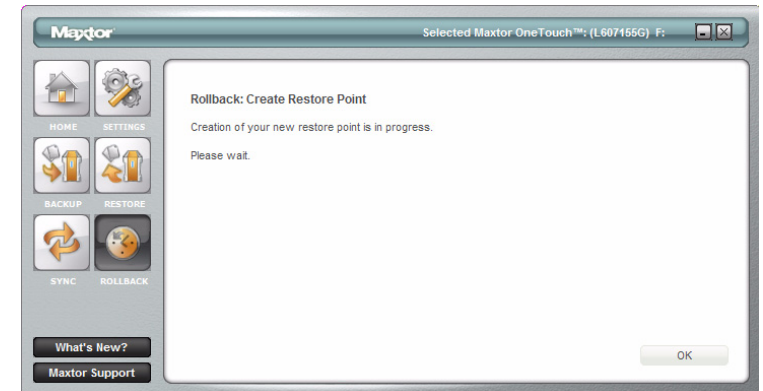 Maxtor
Selected Maxtor OneTouch™: (L607155G) F:
HOME SETTINGS
BACKUP RESTORE
SYNC ROLLBACK
What's New?
Maxtor Support
Rollback: Create Restore Point
Creation of your new restore point is in progress.
Please wait.
OK